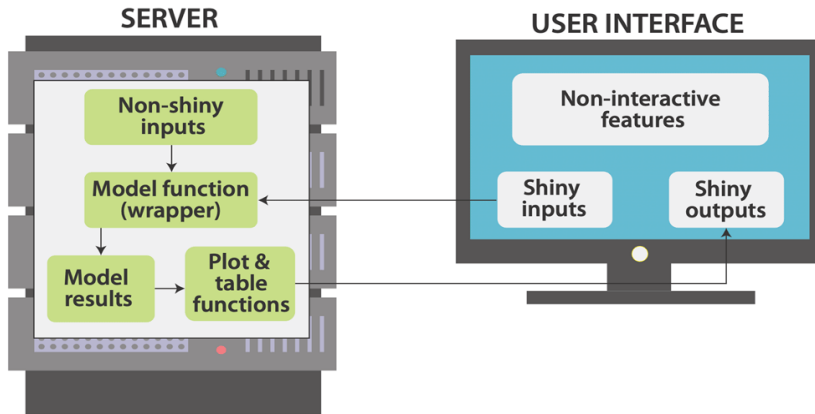 SERVER
Non-shiny
inputs
Model function
(wrapper)
Model
results
Plot &
table
functions
USER INTERFACE
Non-interactive
features
Shiny
inputs
Shiny
outputs